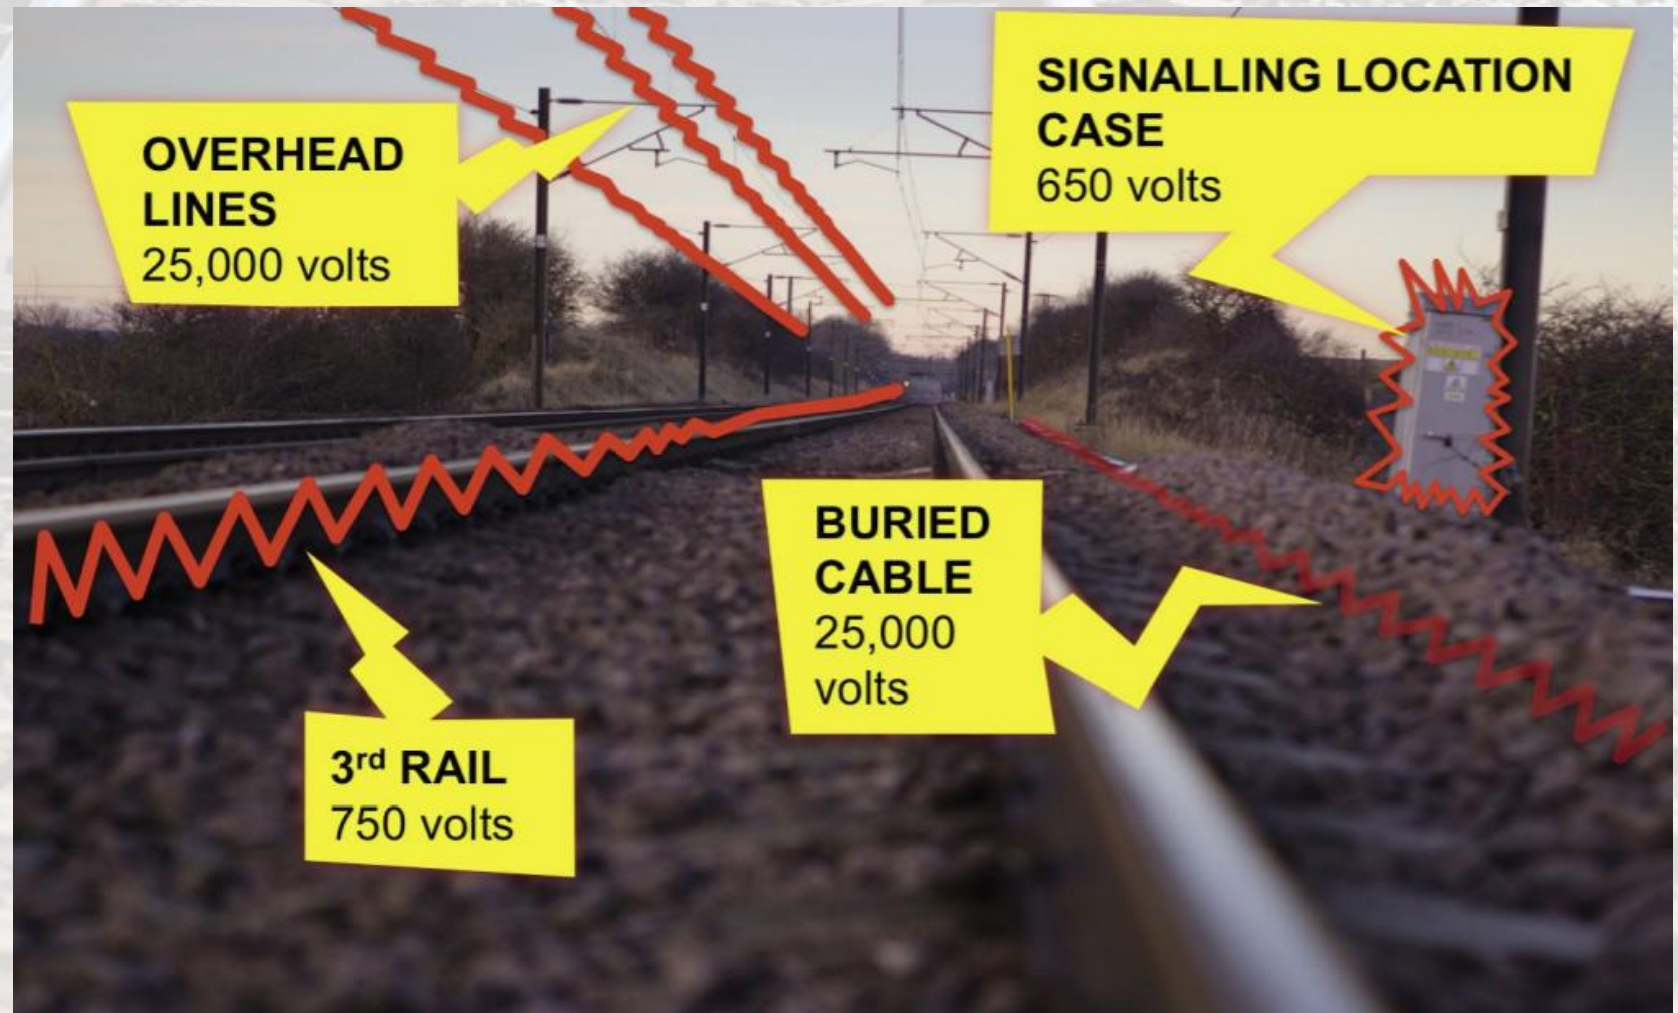 OVERHEAD
LINES
25,000 volts
SIGNALLING LOCATION
CASE
650 volts
BURIED
CABLE
25,000
volts
3rd RAIL
750 volts